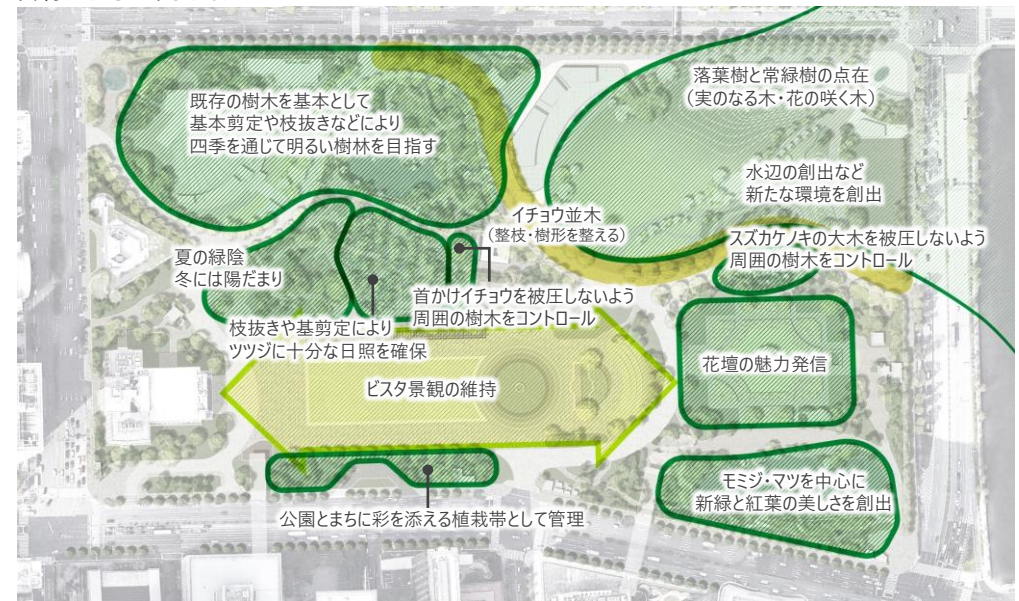 既存の樹木を基本として
基本剪定や枝抜きなどにより
四季を通じて明るい樹林を目指す
落葉樹と常緑樹の点在
(実のなる木・花の咲く木)
水辺の創出など
新たな環境を創出
イチョウ並木
(整枝・樹形を整える)
スズカケノキの大木を被圧しないよう
周囲の樹木をコントロール
夏の緑陰
冬には陽だまり
首かけイチョウを被圧しないよう
周囲の樹木をコントロール
枝抜きや基剪定により
ツツジに十分な日照を確保
花壇の魅力発信
ビスタ景観の維持
モミジ・マツを中心に
新緑と紅葉の美しさを創出
公園とまちに彩を添える植栽帯として管理